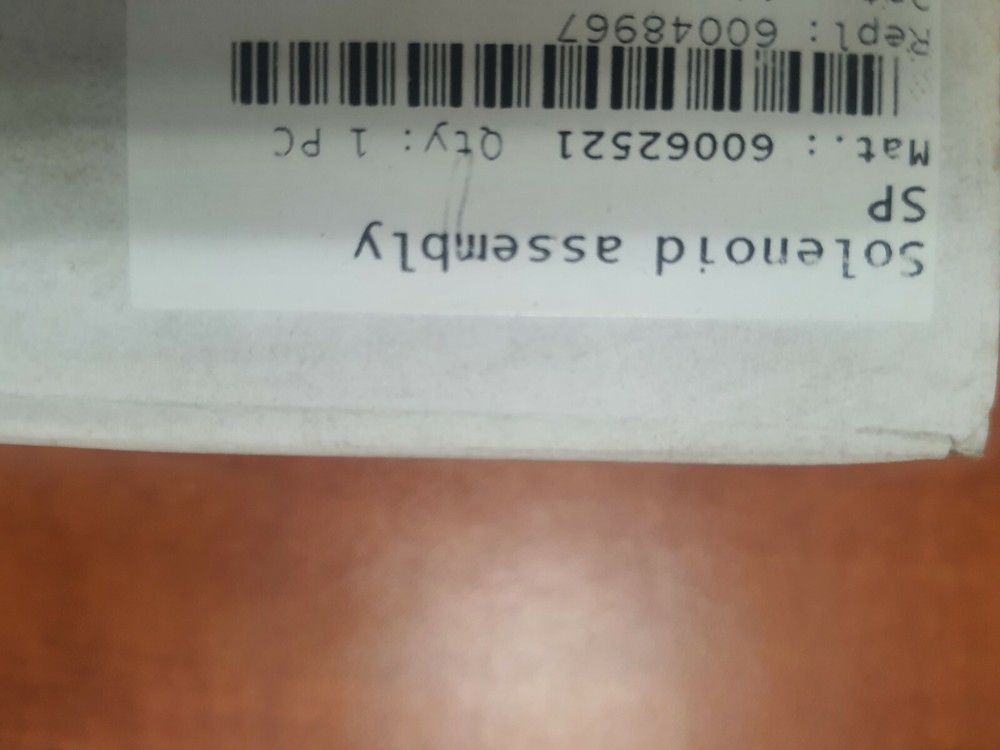 Solenoid assembly
SP
Mat.: 60062521 Qty: 1 PC
Repl: 60048967